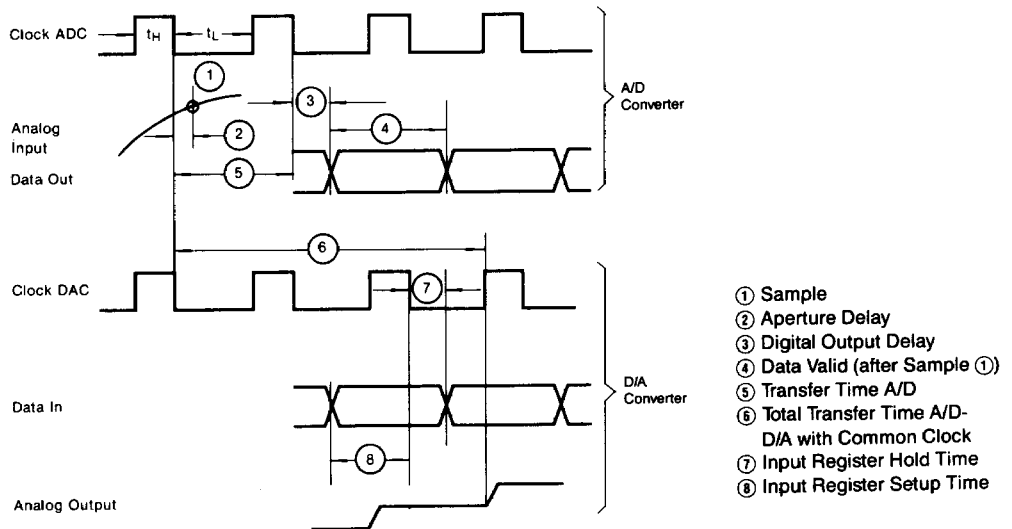 Clock ADC
tH
tL
1
3
A/D
Converter
4
Analog
Input
2
Data Out
5
6
Clock DAC
7
① Sample
② Aperture Delay
③ Digital Output Delay
④ Data Valid (after Sample ①)
⑤ Transfer Time A/D
⑥ Total Transfer Time A/D-
D/A with Common Clock
⑦ Input Register Hold Time
⑧ Input Register Setup Time
Data In
D/A
Converter
8
Analog Output